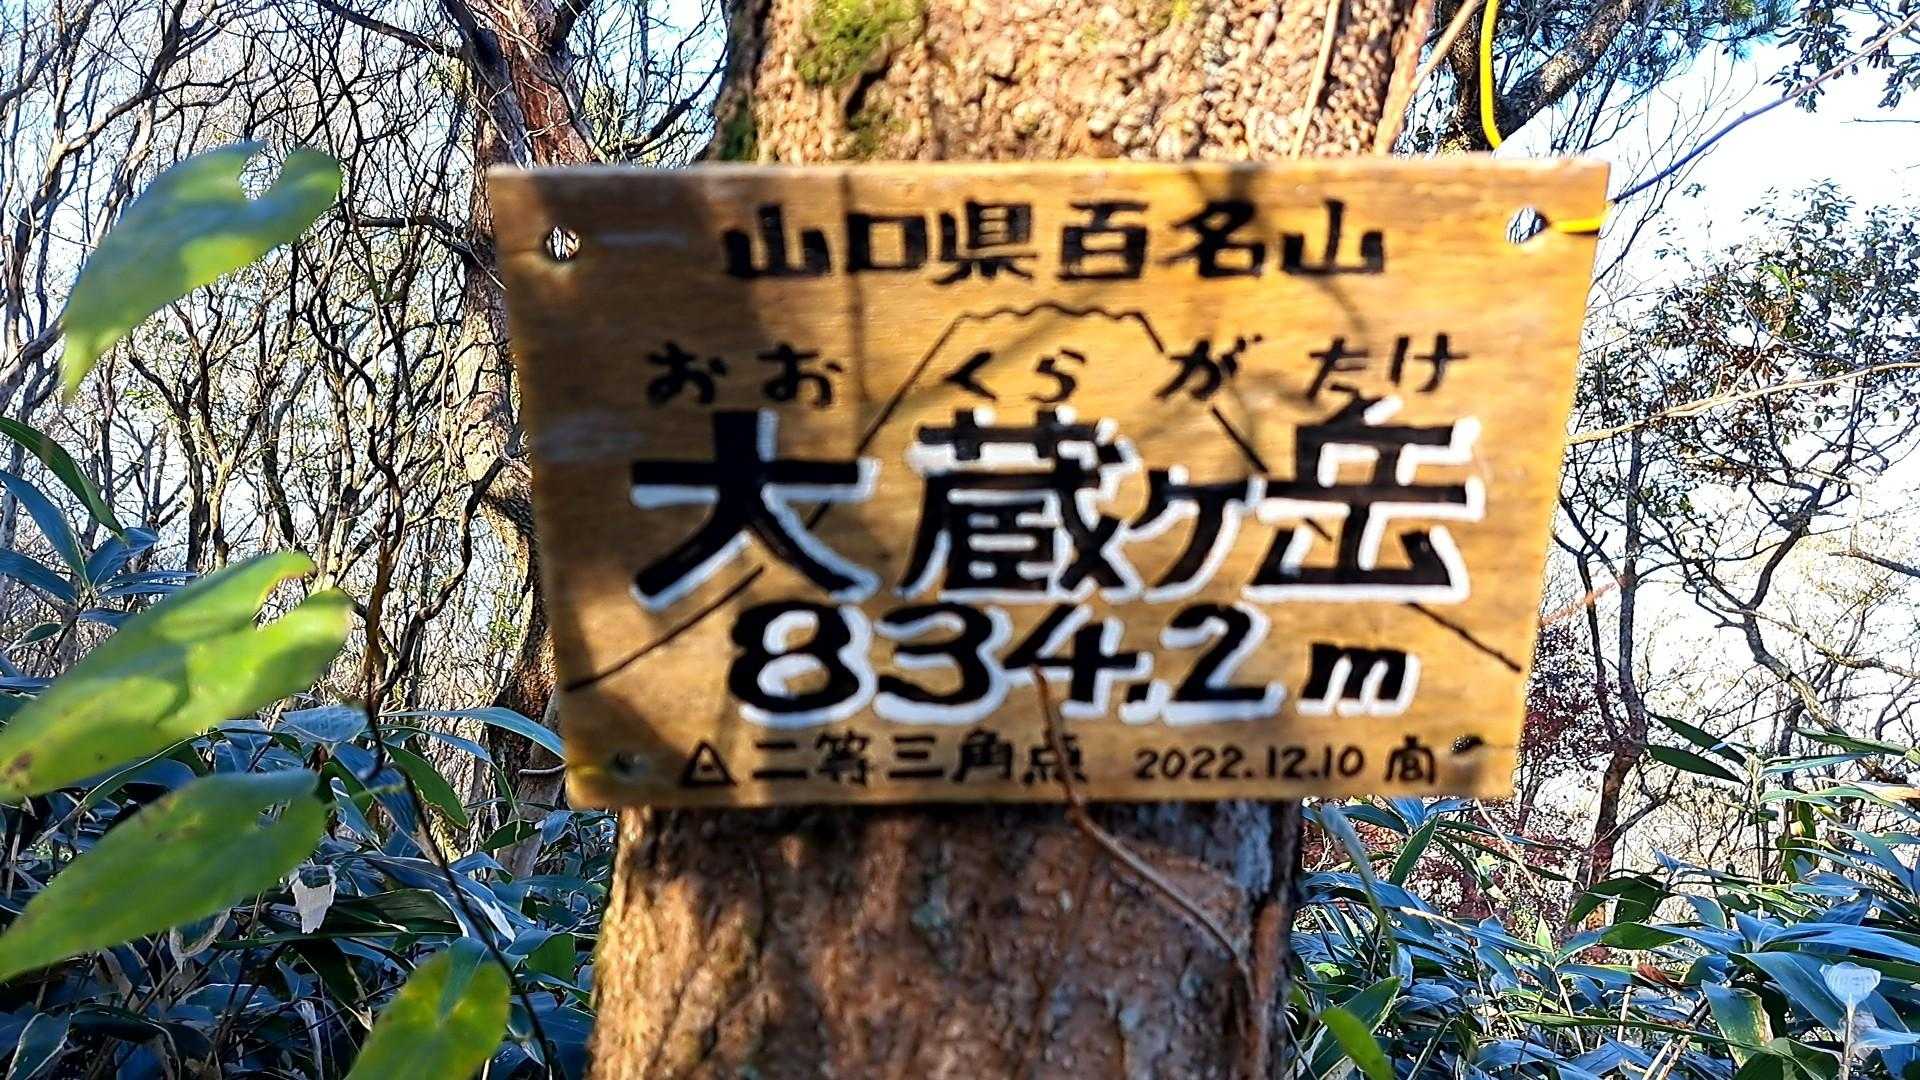 山口県百名山
おおくらがたけ
大蔵ヶ岳
834.2m
二等三角点 2022.12.10 宮